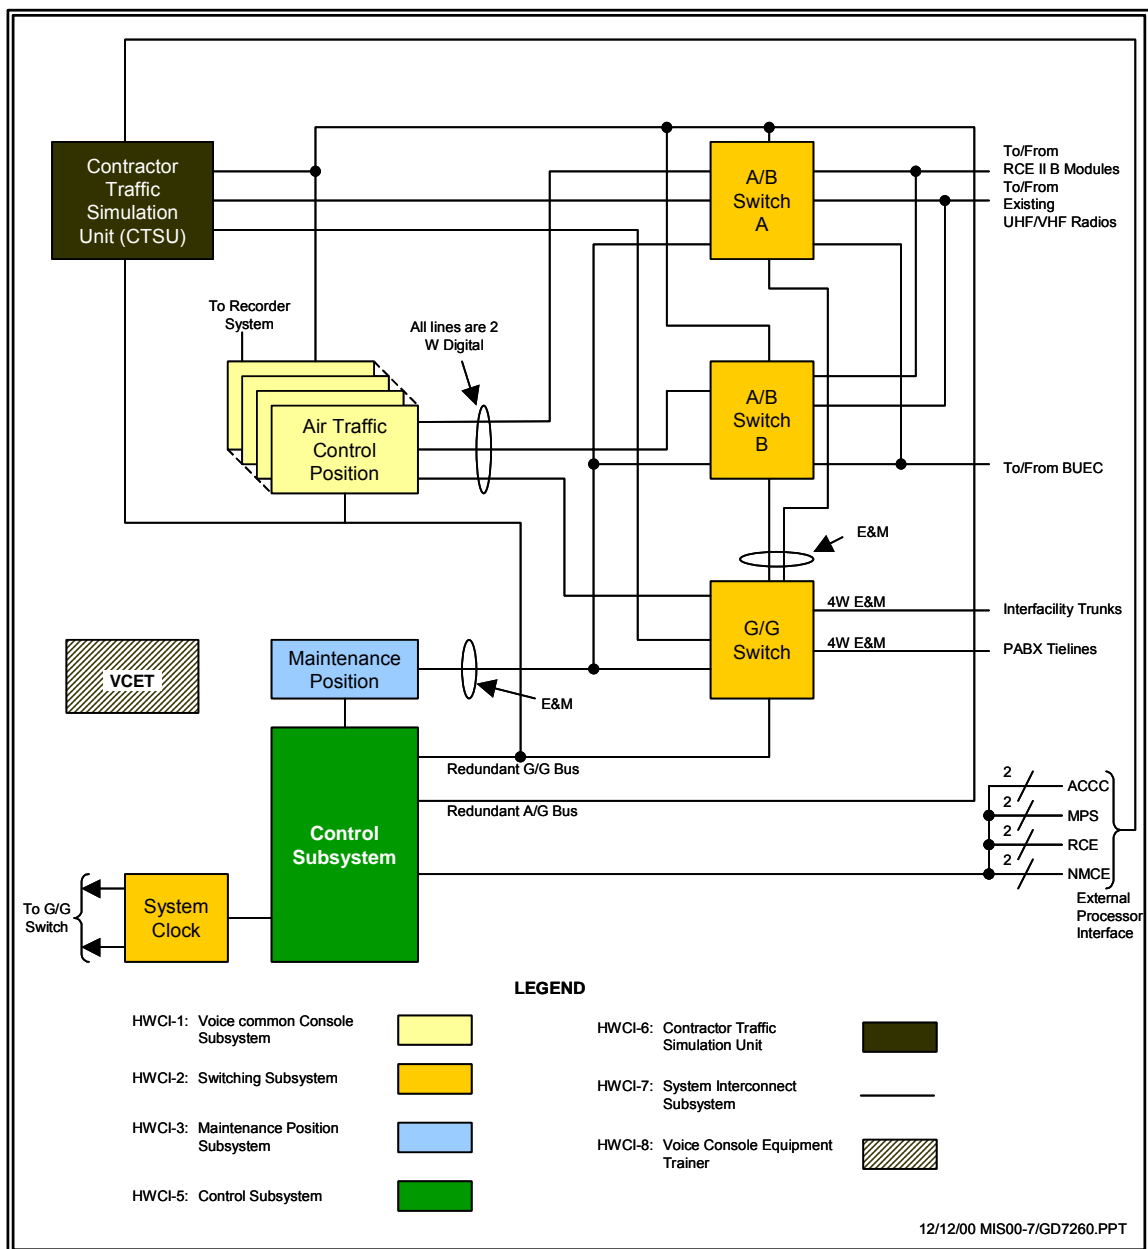 Contractor
Traffic
Simulation
Unit (CTSU)
A/B
Switch
A
To/From
RCE II B Modules
To/From
Existing
UHF/VHF Radios
To Recorder
System
All lines are 2
W Digital
Air Traffic
Control
Position
A/B
Switch
B
To/From BUEC
E&M
G/G
Switch
4W E&M
Interfacility Trunks
4W E&M
PABX Tielines
VCET
Maintenance
Position
E&M
Redundant G/G Bus
Redundant A/G Bus
Control
Subsystem
2
ACCC
2
MPS
2
RCE
2
NMCE
External
Processor
Interface
To G/G
Switch
System
Clock
LEGEND
HWCI-1: Voice common Console
Subsystem
HWCI-2: Switching Subsystem
HWCI-3: Maintenance Position
Subsystem
HWCI-5: Control Subsystem
HWCI-6: Contractor Traffic
Simulation Unit
HWCI-7: System Interconnect
Subsystem
HWCI-8: Voice Console Equipment
Trainer
12/12/00 MIS00-7/GD7260.PPT